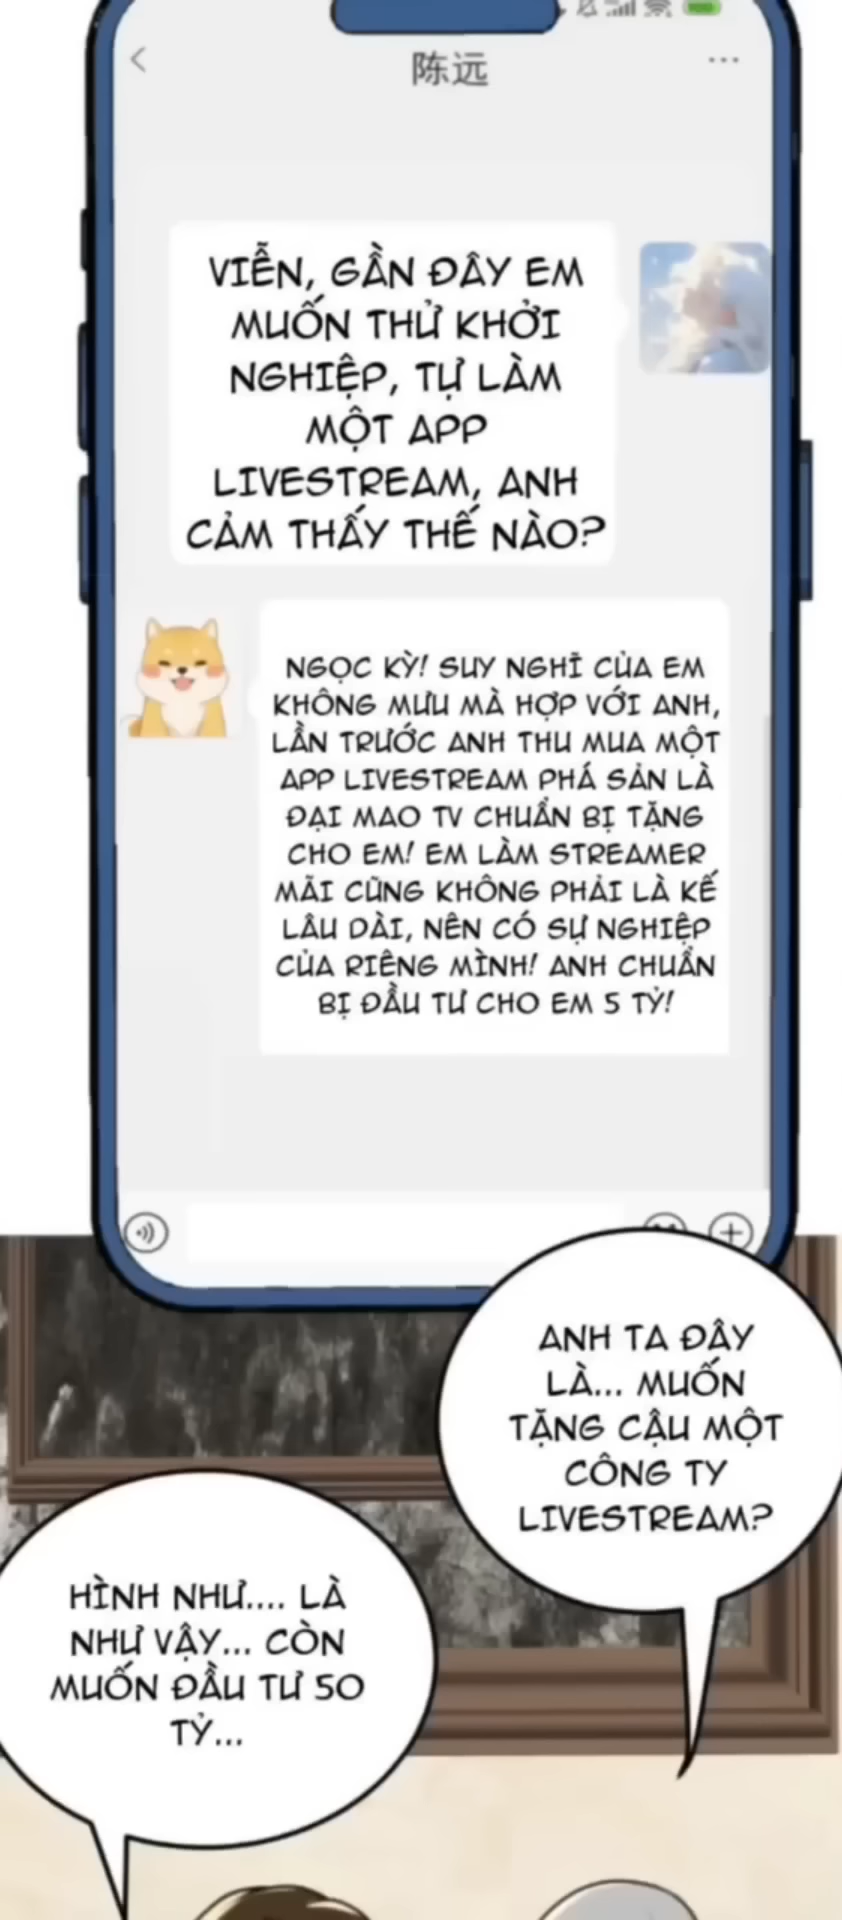 陈远
VIỄN, GẦN ĐÂY EM
MUỐN THỬ KHỞI
NGHIỆP, TỰ LÀM
MỘT APP
LIVESTREAM, ANH
CẢM THẤY THẾ NÀO?
NGỌC KỲ! SUY NGHĨ CỦA EM
KHÔNG MƯU MÀ HỢP VỚI ANH,
LẦN TRƯỚC ANH THU MUA MỘT
APP LIVESTREAM PHÁ SẢN LÀ
ĐẠI MAO TV CHUẨN BỊ TẶNG
CHO EM! EM LÀM STREAMER
MÃI CŨNG KHÔNG PHẢI LÀ KẾ
LÂU DÀI, NÊN CÓ SỰ NGHIỆP
CỦA RIÊNG MÌNH! ANH CHUẨN
BỊ ĐẦU TƯ CHO EM 5 TỶ!
ANH TA ĐÂY
LÀ... MUỐN
TẶNG CẬU MỘT
CÔNG TY
LIVESTREAM?
HÌNH NHƯ.... LÀ
NHƯ VẬY... CÒN
MUỐN ĐẦU TƯ 50
TỶ...